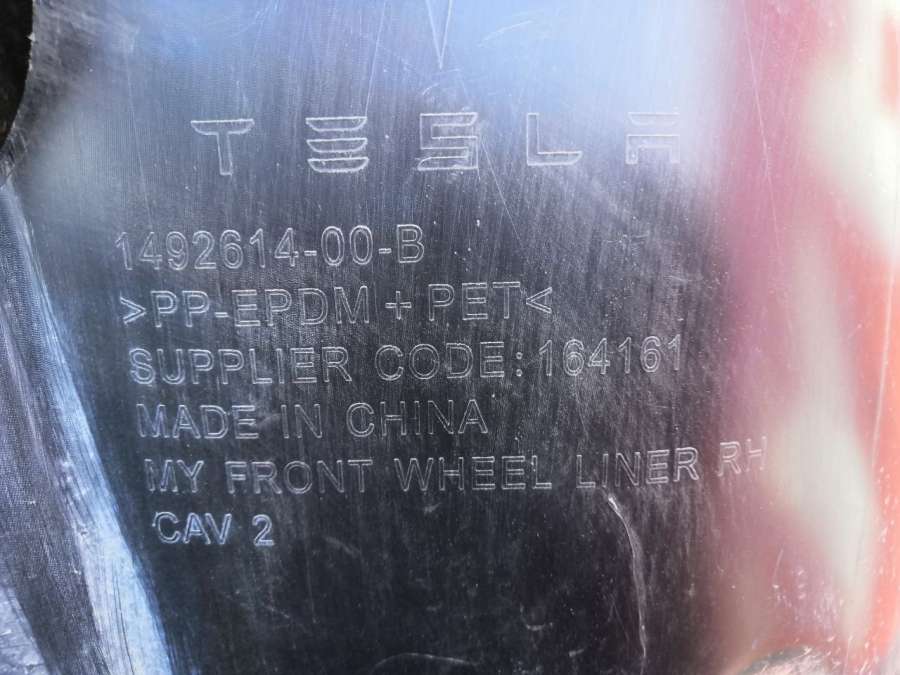 TESLA
1492614-00-B
>PP-EPDM+PET<
SUPPLIER CODE:164161
MADE IN CHINA
MY FRONT WHEEL LINER RH
CAV 2